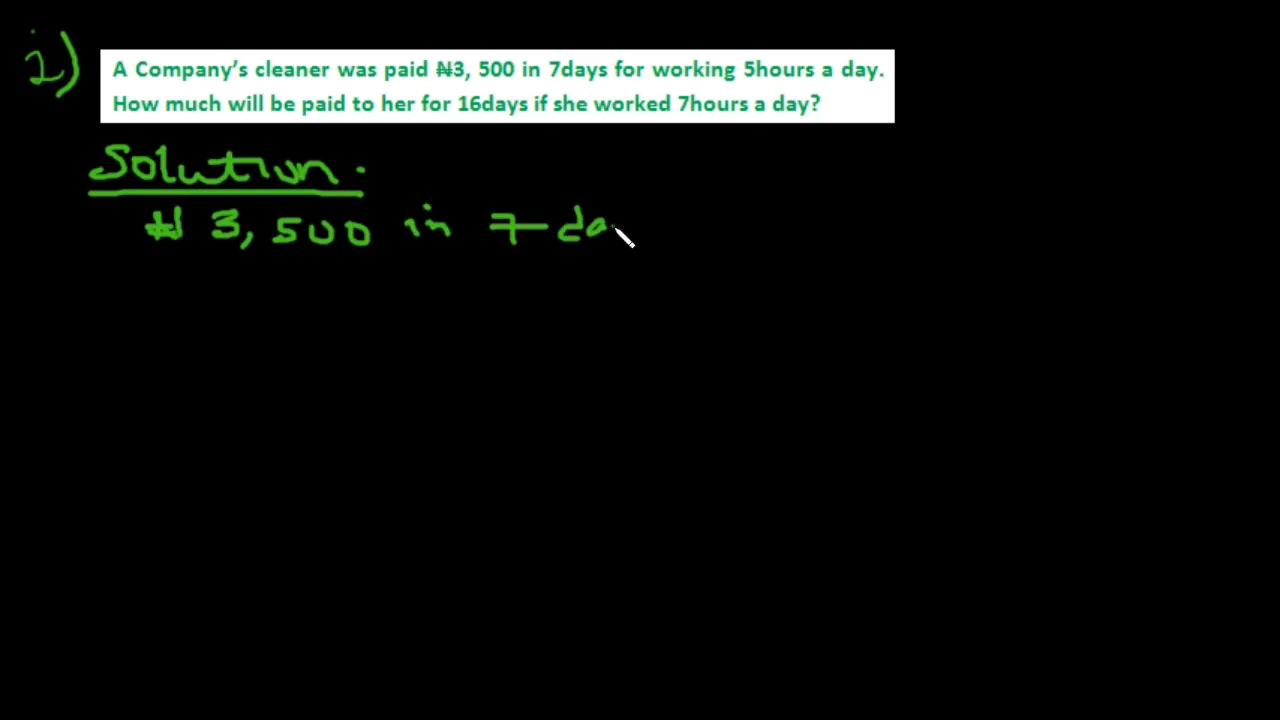 2)
A Company's cleaner was paid ₦3, 500 in 7days for working 5hours a day.
How much will be paid to her for 16days if she worked 7hours a day?
Solution.
₦ 3, 500 in 7 da